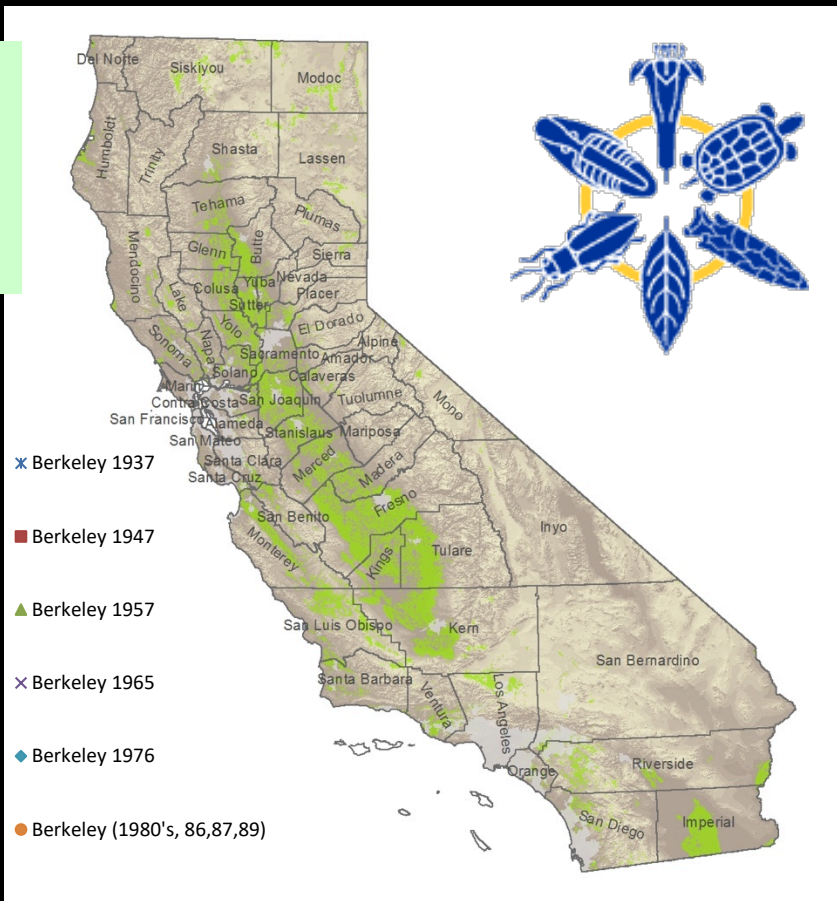 Del Norte
Siskiyou
Modoc
Humboldt
Trinity
Shasta
Lassen
Tehama
Plumas
Mendocino
Glenn
Butte
Sierra
Lake
Colusa
Yuba
Nevada
Sutter
Placer
Sonoma
Napa
Yolo
El Dorado
Alpine
Solano
Sacramento
Amador
Marin
Calaveras
Contra Costa
San Joaquin
Tuolumne
Mono
San Francisco
Alameda
Stanislaus
Mariposa
San Mateo
Santa Clara
Merced
Madera
Santa Cruz
Fresno
San Benito
Monterey
Inyo
Kings
Tulare
San Luis Obispo
Kern
San Bernardino
Santa Barbara
Ventura
Los Angeles
Orange
Riverside
San Diego
Imperial
Berkeley 1937
Berkeley 1947
Berkeley 1957
Berkeley 1965
Berkeley 1976
Berkeley (1980's, 86,87,89)